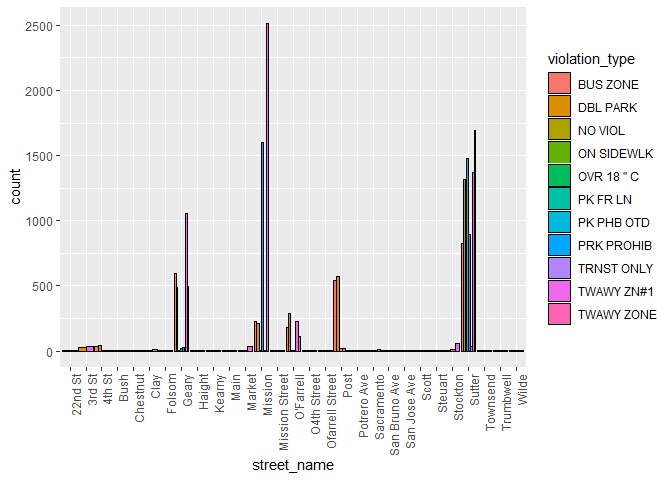 2500
2000
1500
1000
500
0
count
22nd St
3rd St
4th St
Bush
Chestnut
Clay
Folsom
Geary
Haight
Kearny
Main
Market
Mission
Mission Street
O'Farrell
O4th Street
Ofarrell Street
Post
Potrero Ave
Sacramento
San Bruno Ave
San Jose Ave
Scott
Steuart
Stockton
Sutter
Townsend
Trumbwell
Wilde
street_name
violation_type
BUS ZONE
DBL PARK
NO VIOL
ON SIDEWLK
OVR 18 " C
PK FR LN
PK PHB OTD
PRK PROHIB
TRNST ONLY
TWAWY ZN#1
TWAWY ZONE